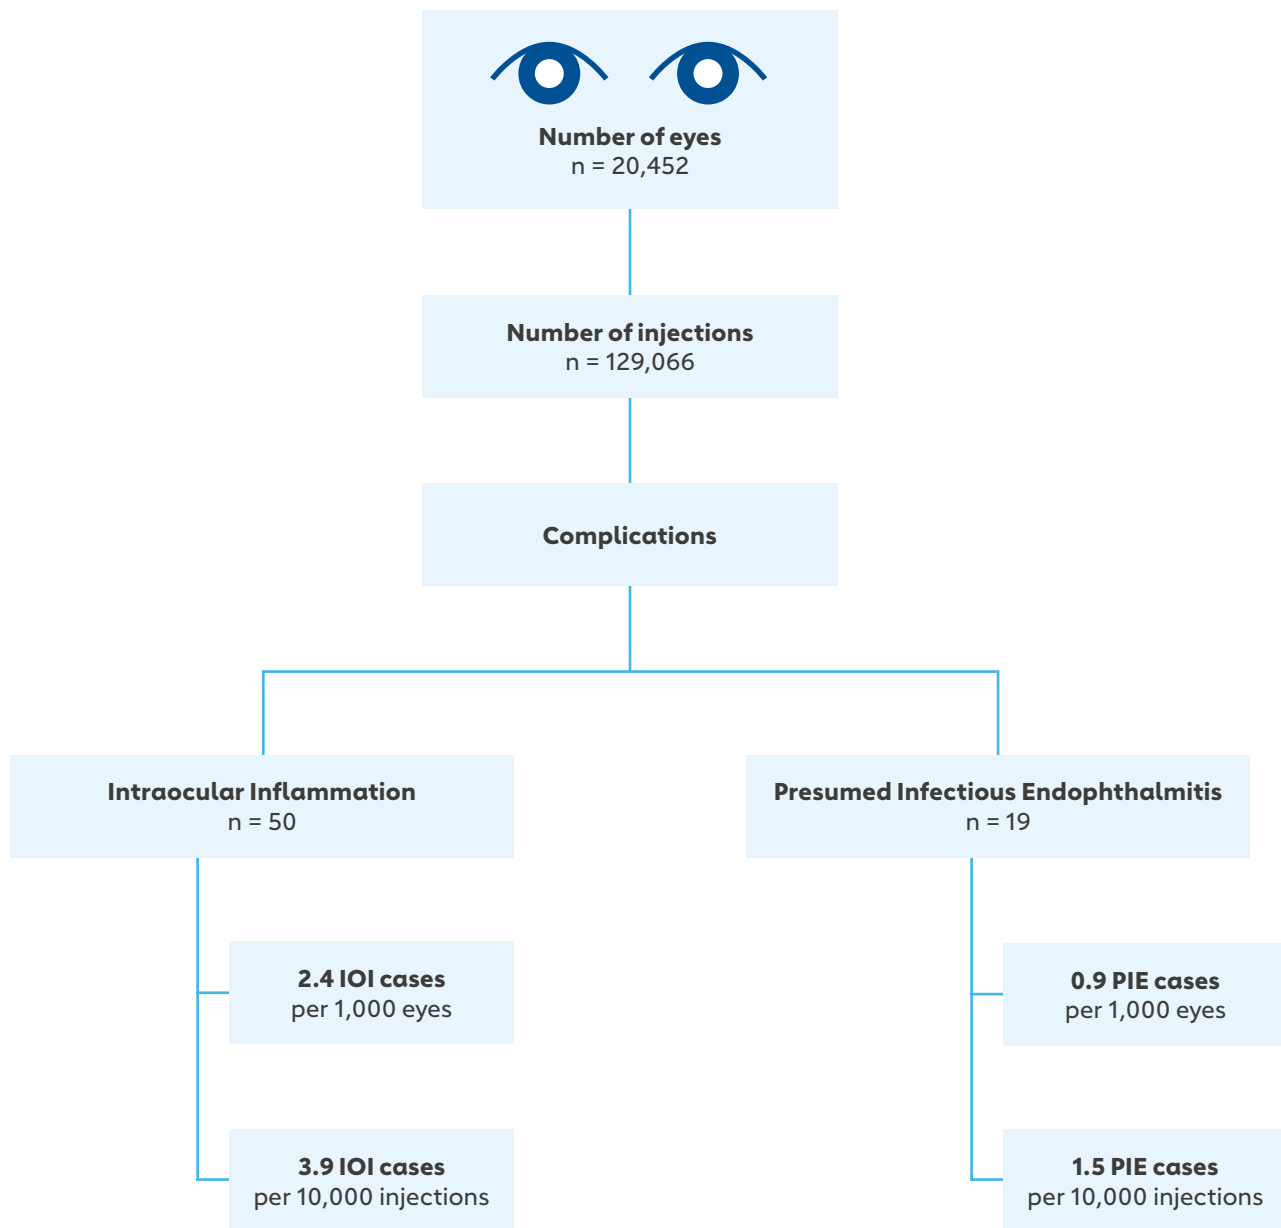 Number of eyes
n = 20,452
Number of injections
n = 129,066
Complications
Intraocular Inflammation
n = 50
Presumed Infectious Endophthalmitis
n = 19
2.4 IOI cases
per 1,000 eyes
0.9 PIE cases
per 1,000 eyes
3.9 IOI cases
per 10,000 injections
1.5 PIE cases
per 10,000 injections